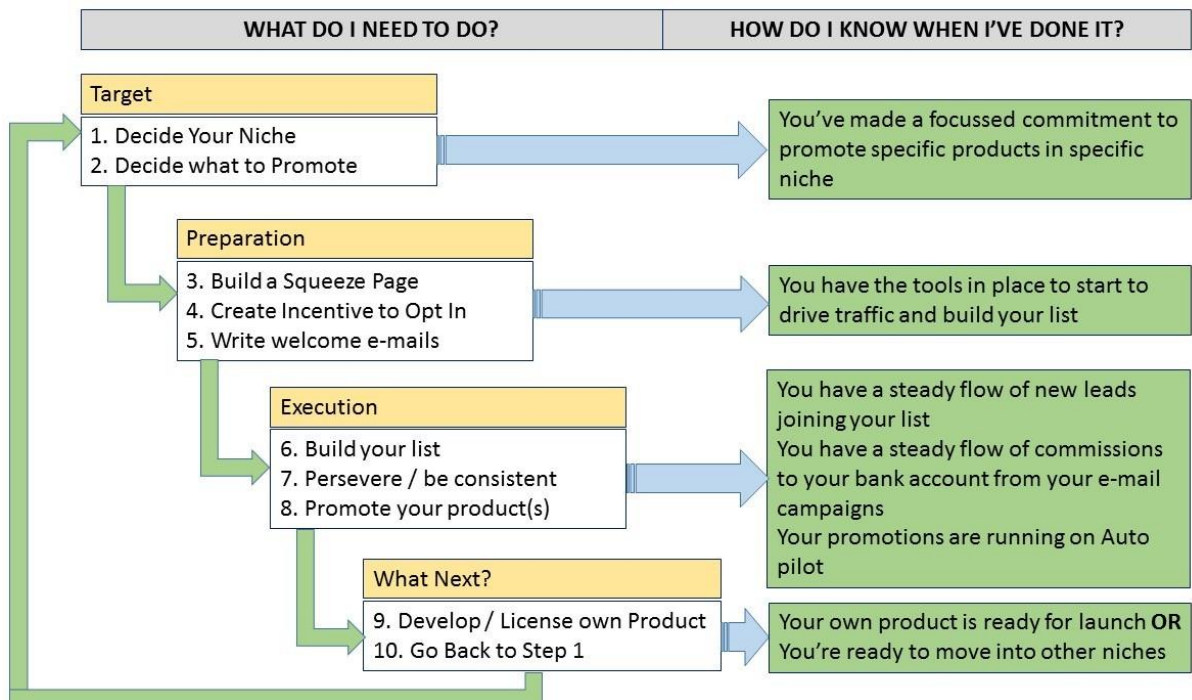 WHAT DO I NEED TO DO?
HOW DO I KNOW WHEN I'VE DONE IT?
Target
1. Decide Your Niche
2. Decide what to Promote
You've made a focussed commitment to
promote specific products in specific
niche
Preparation
3. Build a Squeeze Page
4. Create Incentive to Opt In
5. Write welcome e-mails
You have the tools in place to start to
drive traffic and build your list
Execution
6. Build your list
7. Persevere / be consistent
8. Promote your product(s)
You have a steady flow of new leads
joining your list
You have a steady flow of commissions
to your bank account from your e-mail
campaigns
Your promotions are running on Auto
pilot
What Next?
9. Develop / License own Product
10. Go Back to Step 1
Your own product is ready for launch OR
You're ready to move into other niches